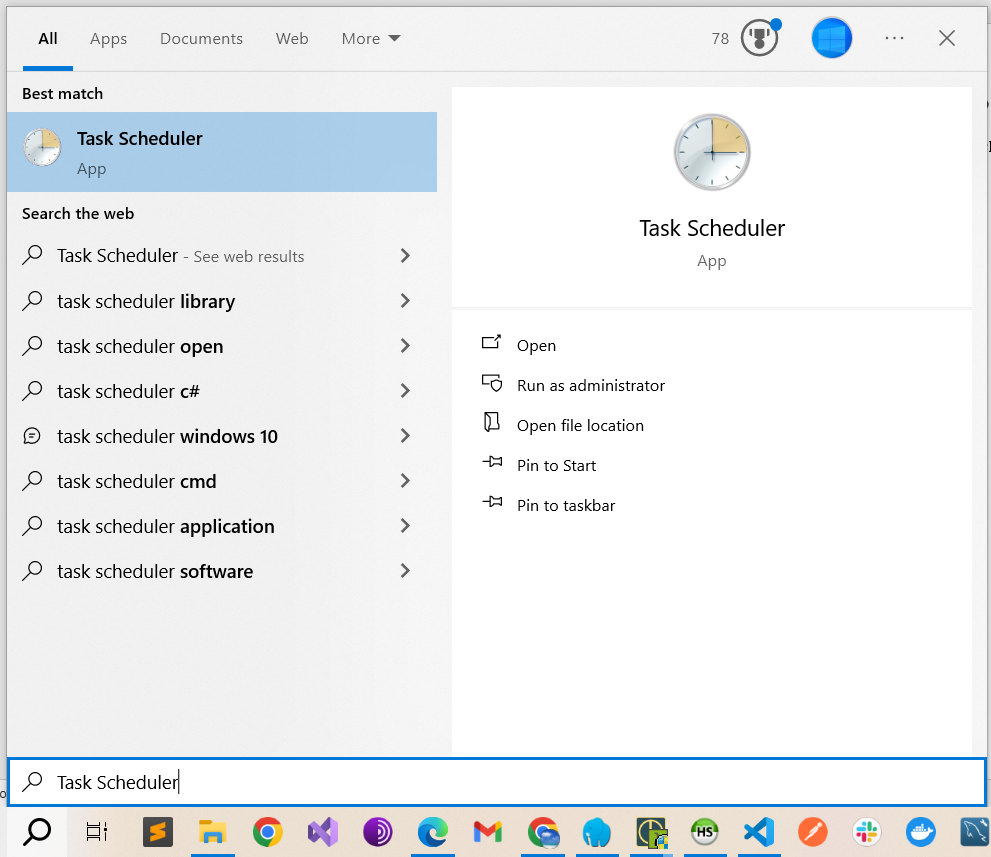 All Apps Documents Web More 78
Best match
Task Scheduler
App
Search the web
Task Scheduler - See web results
task scheduler library
task scheduler open
task scheduler c#
task scheduler windows 10
task scheduler cmd
task scheduler application
task scheduler software
Task Scheduler
App
Open
Run as administrator
Open file location
Pin to Start
Pin to taskbar
Task Scheduler
HS